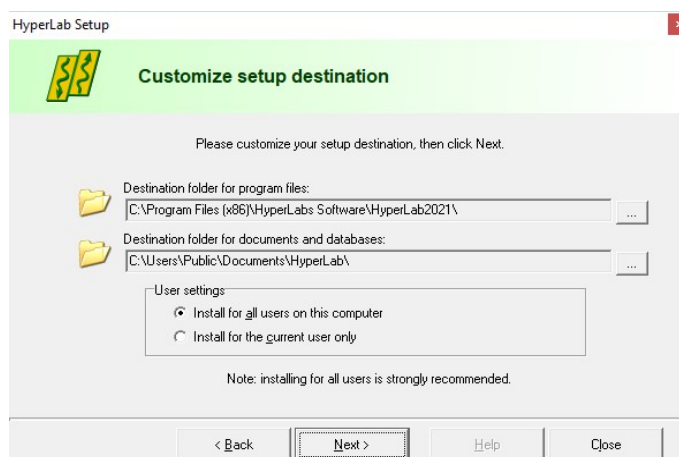 HyperLab Setup
Customize setup destination
Please customize your setup destination, then click Next.
Destination folder for program files:
C:\Program Files (x86)\HyperLabs Software\HyperLab2021\
...
Destination folder for documents and databases:
C:\Users\Public\Documents\HyperLab\
...
User settings
Install for all users on this computer
Install for the current user only
Note: installing for all users is strongly recommended.
< Back
Next >
Help
Close